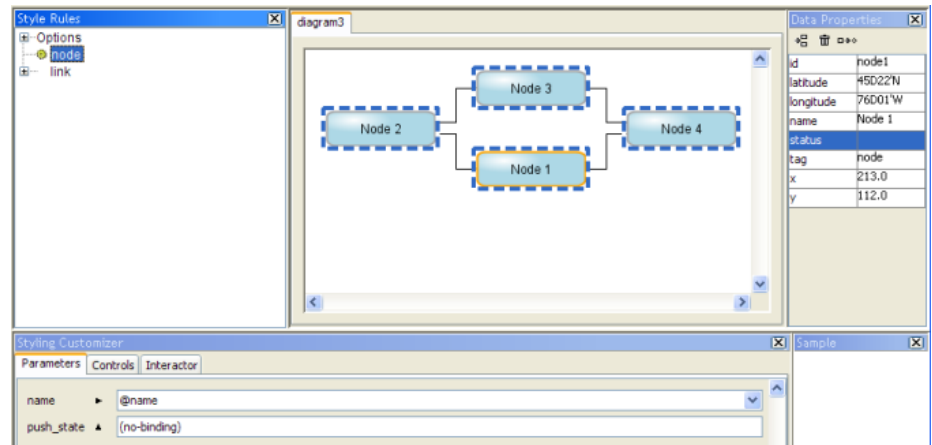 Style Rules
Options
node
link
diagram3
Node 3
Node 2
Node 4
Node 1
Data Properties
id node1
latitude 45D22'N
longitude 76D01'W
name Node 1
status
tag node
x 213.0
y 112.0
Styling Customizer
Parameters Controls Interactor
name @name
push_state (no-binding)
Sample